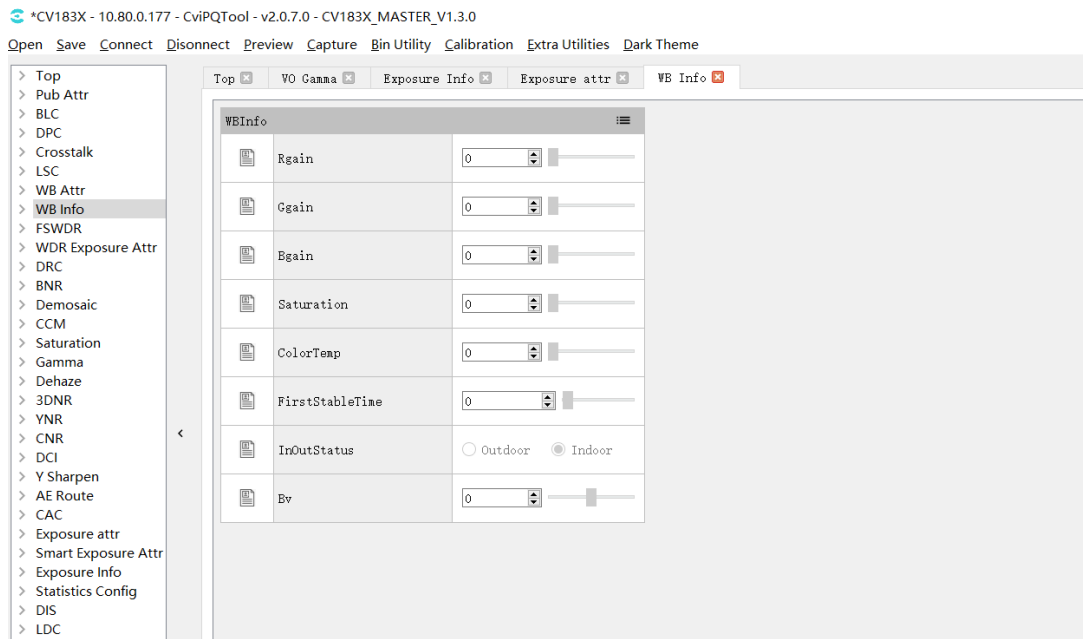 *CV183X - 10.80.0.177 - CviPQTool - v2.0.7.0 - CV183X_MASTER_V1.3.0
Open Save Connect Disonnect Preview Capture Bin Utility Calibration Extra Utilities Dark Theme
Top
Pub Attr
BLC
DPC
Crosstalk
LSC
WB Attr
WB Info
FSWDR
WDR Exposure Attr
DRC
BNR
Demosaic
CCM
Saturation
Gamma
Dehaze
3DNR
YNR
CNR
DCI
Y Sharpen
AE Route
CAC
Exposure attr
Smart Exposure Attr
Exposure Info
Statistics Config
DIS
LDC
Top VO Gamma Exposure Info Exposure attr WB Info
WBInfo
Rgain 0
Ggain 0
Bgain 0
Saturation 0
ColorTemp 0
FirstStableTime 0
InOutStatus Outdoor Indoor
Bv 0